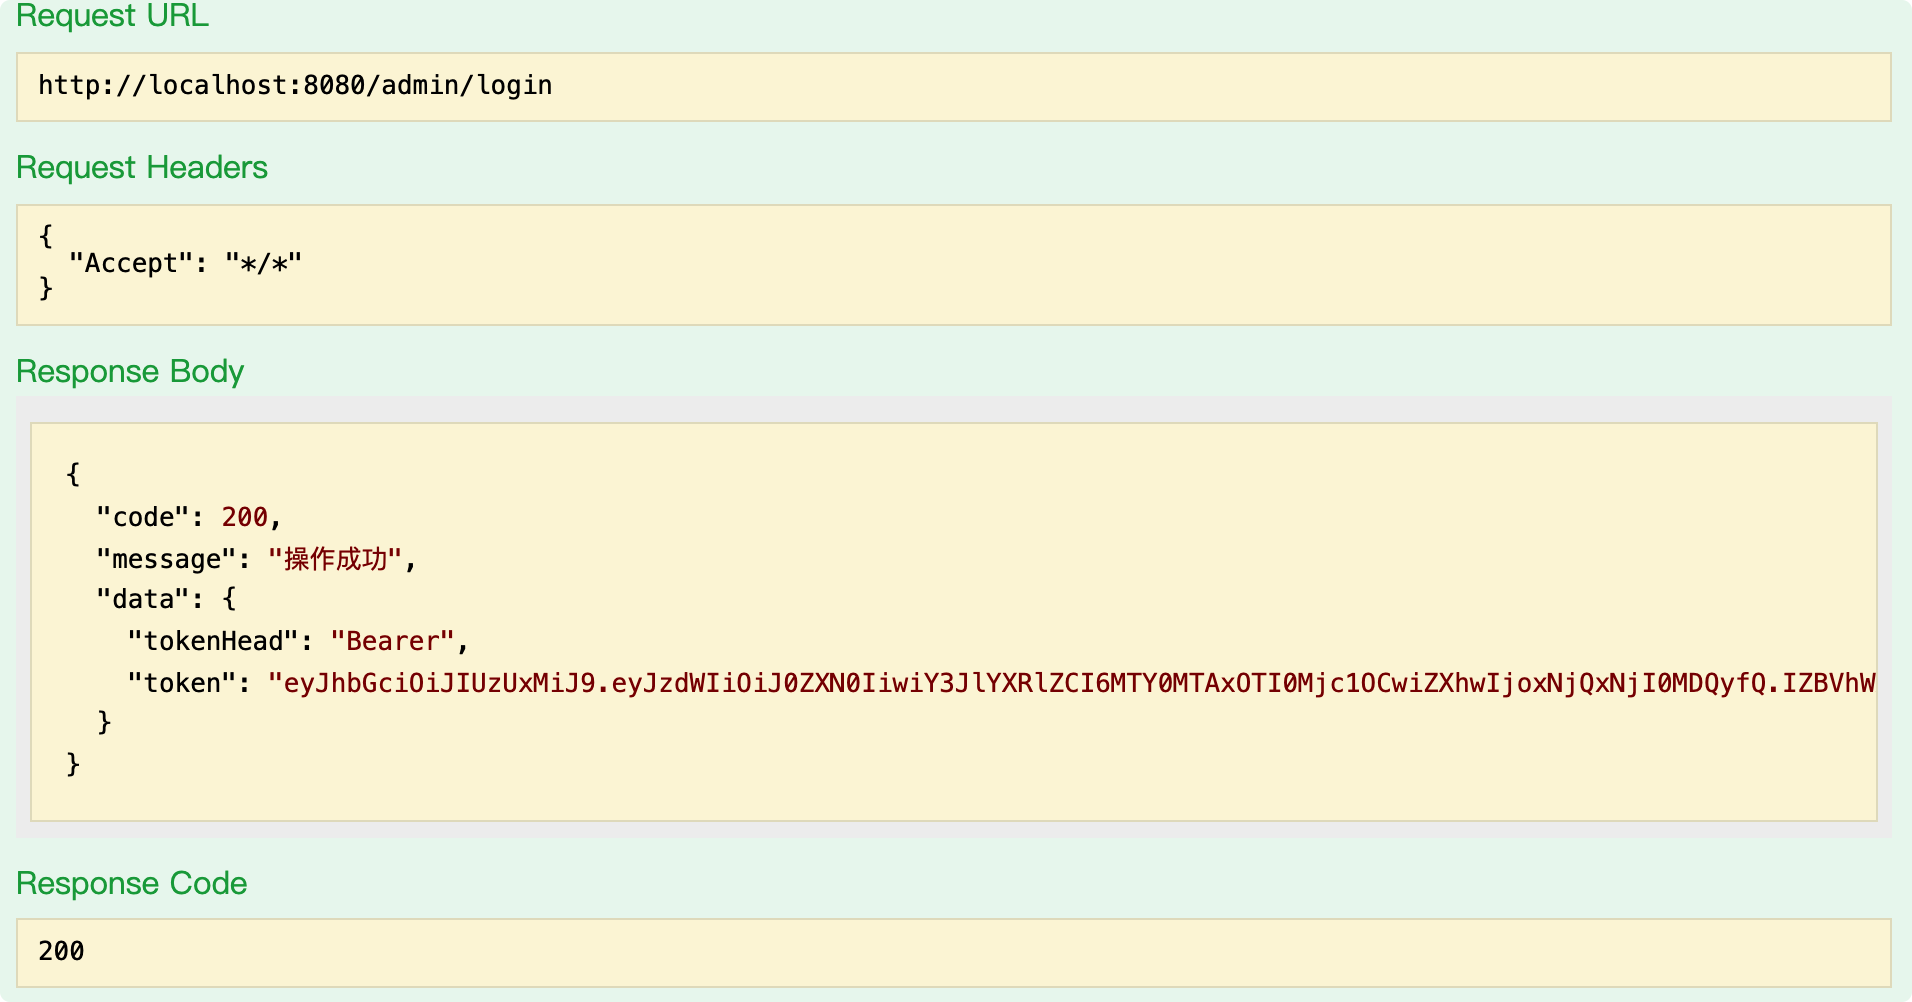 Request URL
http://localhost:8080/admin/login
Request Headers
{
  "Accept": "*/*"
}
Response Body
{
  "code": 200,
  "message": "操作成功",
  "data": {
    "tokenHead": "Bearer",
    "token": "eyJhbGciOiJIUzUxMiJ9.eyJzdWIiOiJ0ZXN0IiwiY3JlYXRlZCI6MTY0MTAxOTI0Mjc1OCwiZXhwIjoxNjQxNjI0MDQyfQ.IZBVhW
  }
}
Response Code
200